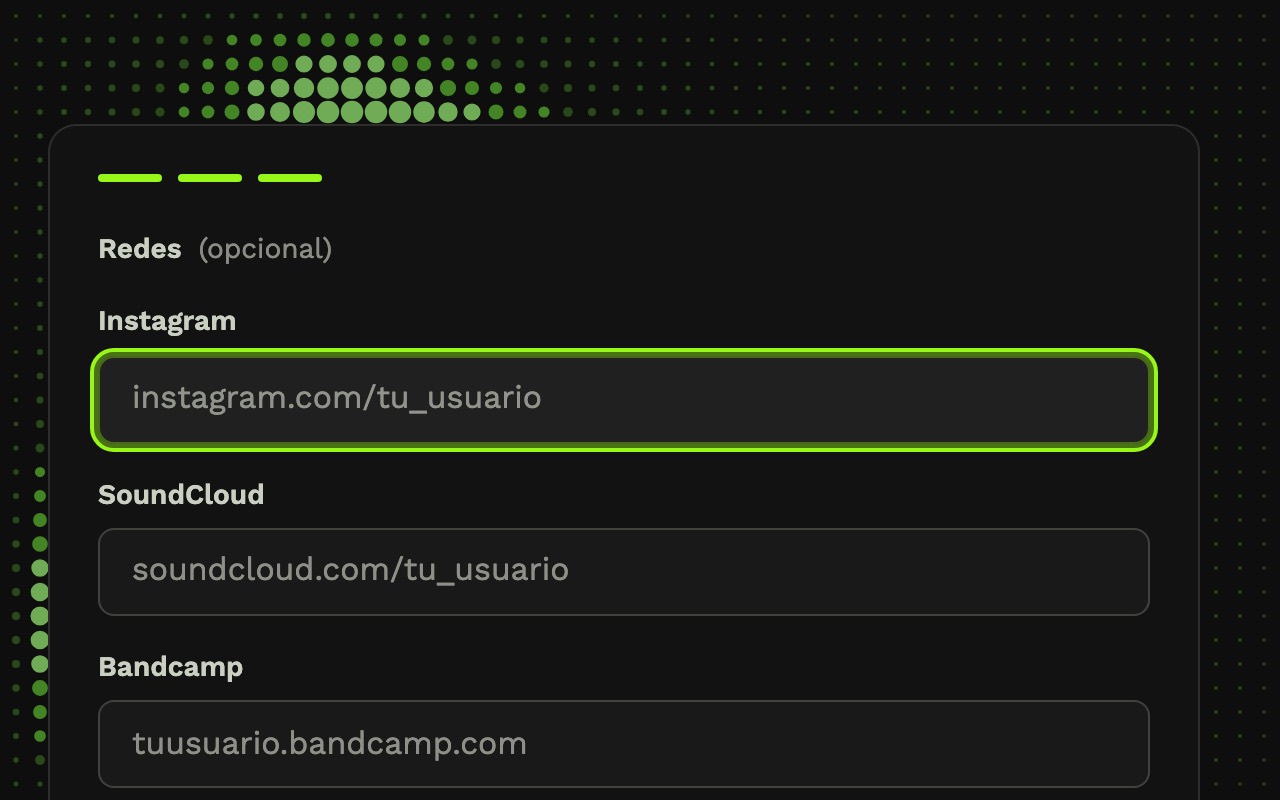 Redes (opcional)
Instagram
instagram.com/tu_usuario
SoundCloud
soundcloud.com/tu_usuario
Bandcamp
tuusuario.bandcamp.com